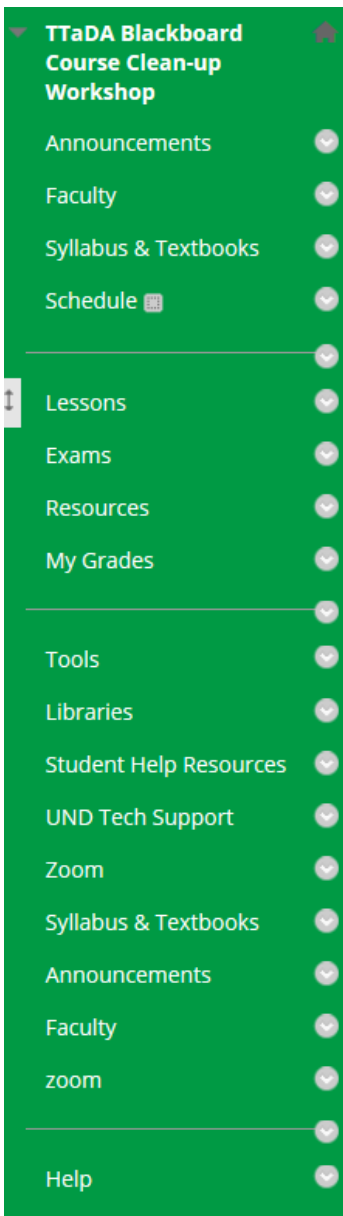 TTaDA Blackboard
Course Clean-up
Workshop
Announcements
Faculty
Syllabus & Textbooks
Schedule
Lessons
Exams
Resources
My Grades
Tools
Libraries
Student Help Resources
UND Tech Support
Zoom
Syllabus & Textbooks
Announcements
Faculty
zoom
Help